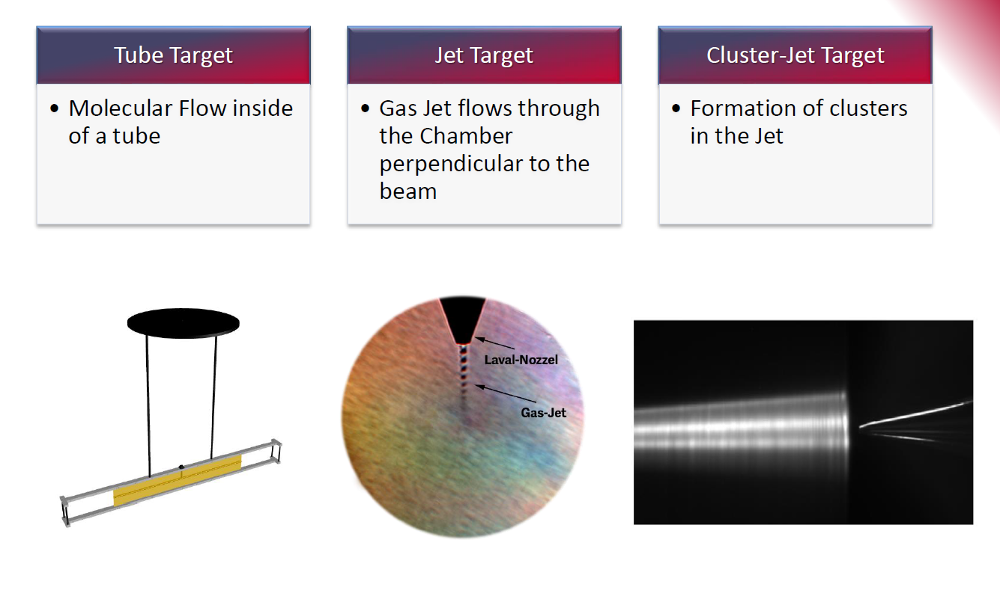 Tube Target
• Molecular Flow inside
of a tube
Jet Target
• Gas Jet flows through
the Chamber
perpendicular to the
beam
Cluster-Jet Target
• Formation of clusters
in the Jet
Laval-Nozzel
Gas-Jet